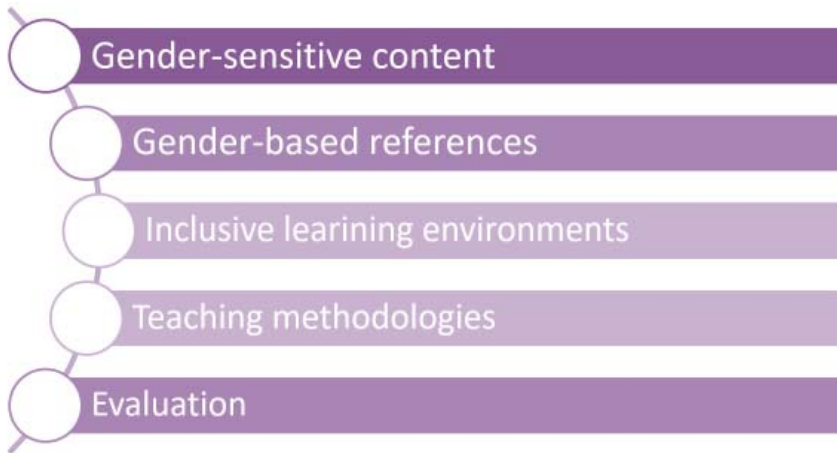 Gender-sensitive content
Gender-based references
Inclusive learining environments
Teaching methodologies
Evaluation